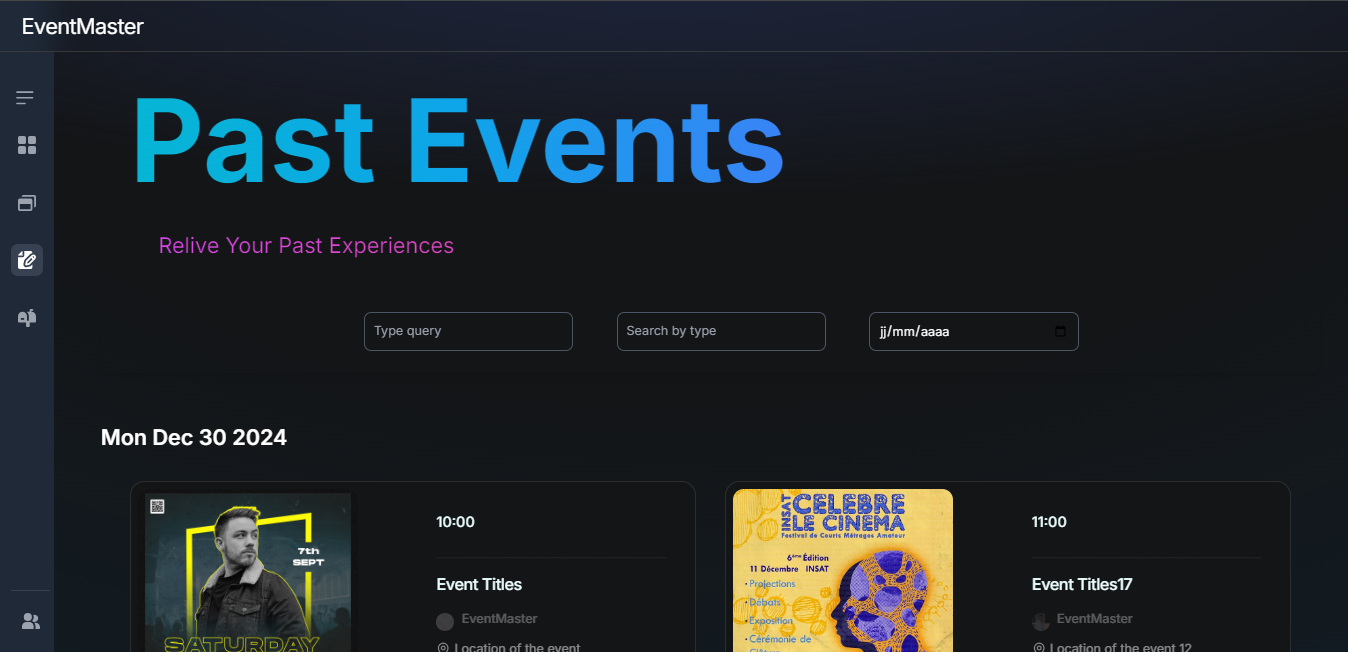 EventMaster
Past Events
Relive Your Past Experiences
Type query
Search by type
jj/mm/aaaa
Mon Dec 30 2024
7th
SEPT
SATURDAY
10:00
Event Titles
EventMaster
Location of the event
INSAT
CELEBRE
LE CINEMA
Festival de Courts Métrages Amateur
6ème Édition
11 Décembre INSAT
• Projections
• Débats
• Exposition
• Cérémonie de
11:00
Event Titles17
EventMaster
Location of the event 12